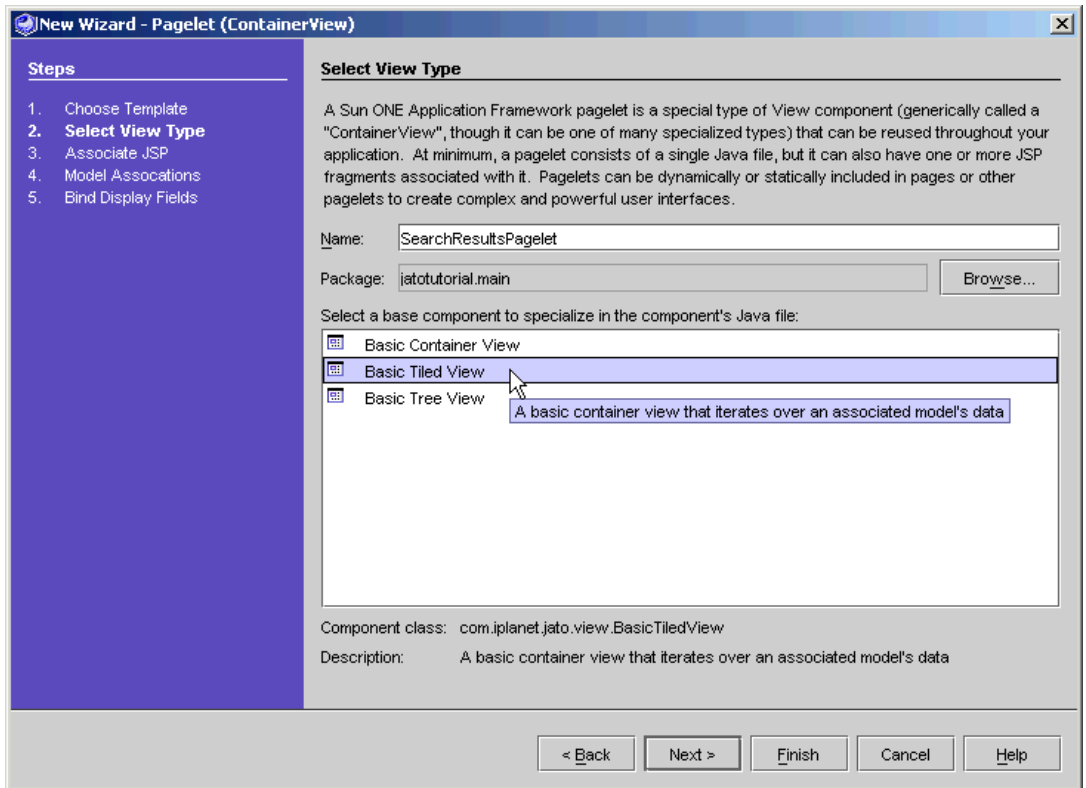 New Wizard - Pagelet (ContainerView)
Steps
1. Choose Template
2. Select View Type
3. Associate JSP
4. Model Assocations
5. Bind Display Fields
Select View Type
A Sun ONE Application Framework pagelet is a special type of View component (generically called a
"ContainerView", though it can be one of many specialized types) that can be reused throughout your
application. At minimum, a pagelet consists of a single Java file, but it can also have one or more JSP
fragments associated with it. Pagelets can be dynamically or statically included in pages or other
pagelets to create complex and powerful user interfaces.
Name: SearchResultsPagelet
Package: jatotutorial.main Browse...
Select a base component to specialize in the component's Java file:
Basic Container View
Basic Tiled View
Basic Tree View
A basic container view that iterates over an associated model's data
Component class: com.iplanet.jato.view.BasicTiledView
Description: A basic container view that iterates over an associated model's data
< Back Next > Finish Cancel Help